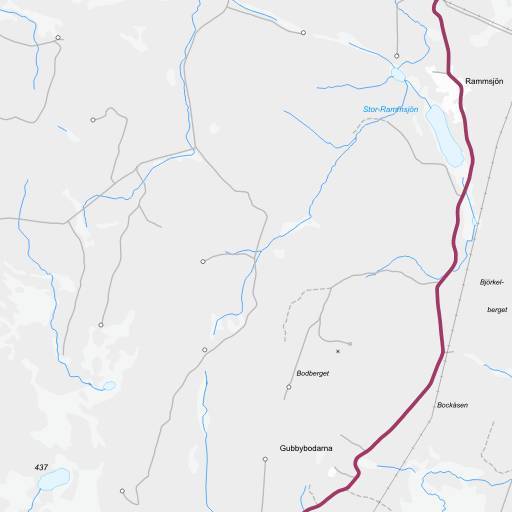 Rammsjön
Stor-Rammsjön
Björkel-
berget
Bodberget
Bockåsen
Gubbybodarna
437